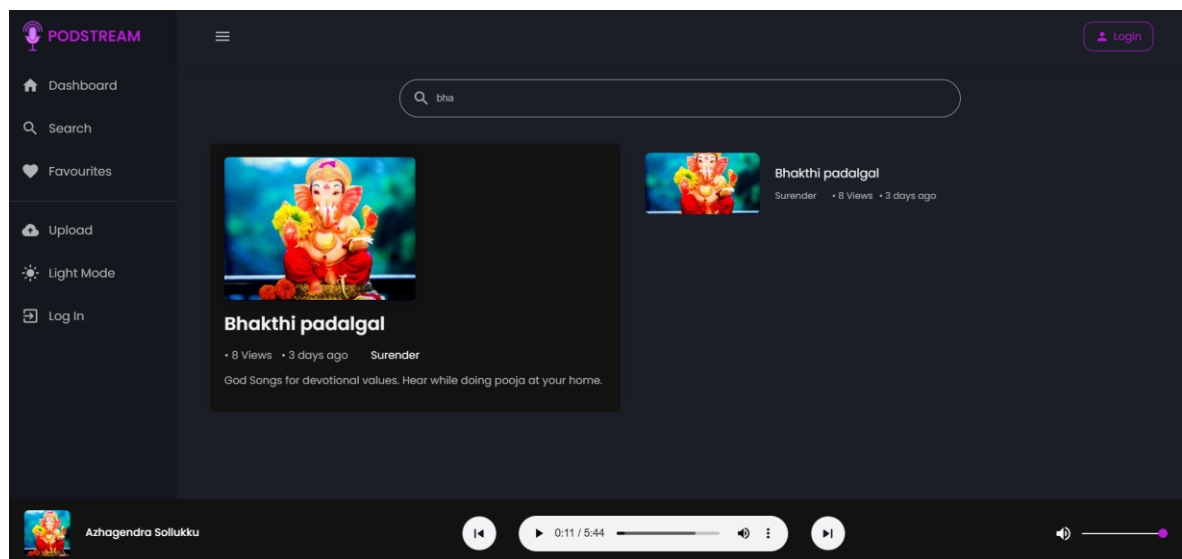 PODSTREAM
Login
Dashboard
Search
Favourites
Upload
Light Mode
Log In
bha
Bhakthi padalgal
• 8 Views • 3 days ago Surender
God Songs for devotional values. Hear while doing pooja at your home.
Bhakthi padalgal
Surender • 8 Views • 3 days ago
Azhagendra Sollukku
0:11 / 5:44